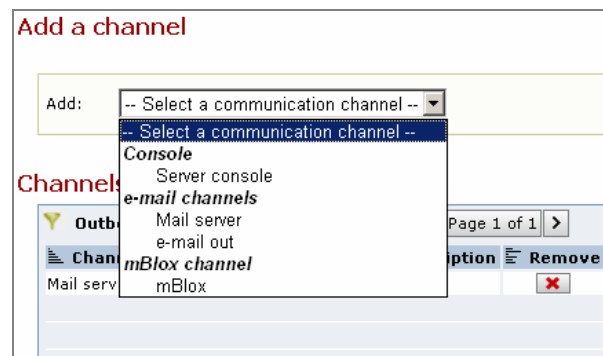 Add a channel
Add: -- Select a communication channel --
-- Select a communication channel --
Console
Server console
e-mail channels
Mail server
e-mail out
mBlox channel
mBlox
Channels
Outb Page 1 of 1 >
Chan iption Remove
Mail serv